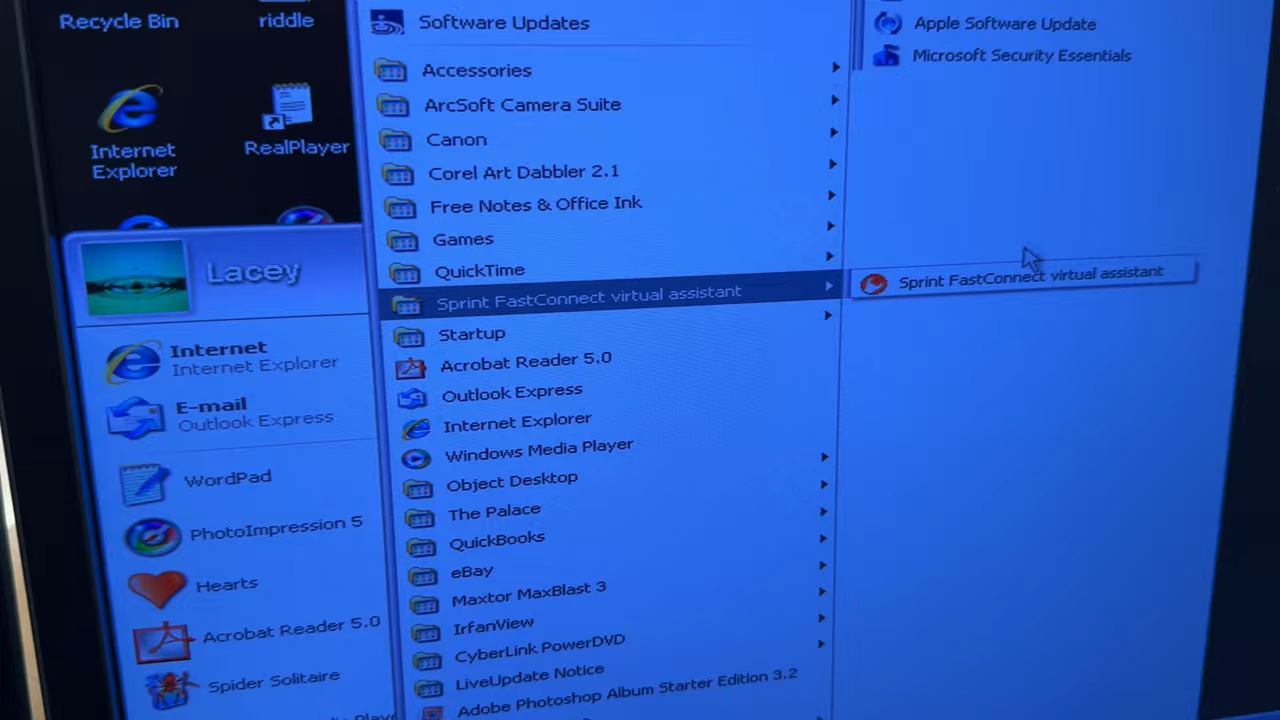 Recycle Bin
riddle
Internet
Explorer
RealPlayer
Lacey
Internet
Internet Explorer
E-mail
Outlook Express
WordPad
PhotoImpression 5
Hearts
Acrobat Reader 5.0
Spider Solitaire
Software Updates
Accessories
ArcSoft Camera Suite
Canon
Corel Art Dabbler 2.1
Free Notes & Office Ink
Games
QuickTime
Sprint FastConnect virtual assistant
Startup
Acrobat Reader 5.0
Outlook Express
Internet Explorer
Windows Media Player
Object Desktop
The Palace
QuickBooks
eBay
Maxtor MaxBlast 3
IrfanView
CyberLink PowerDVD
LiveUpdate Notice
Adobe Photoshop Album Starter Edition 3.2
Apple Software Update
Microsoft Security Essentials
Sprint FastConnect virtual assistant